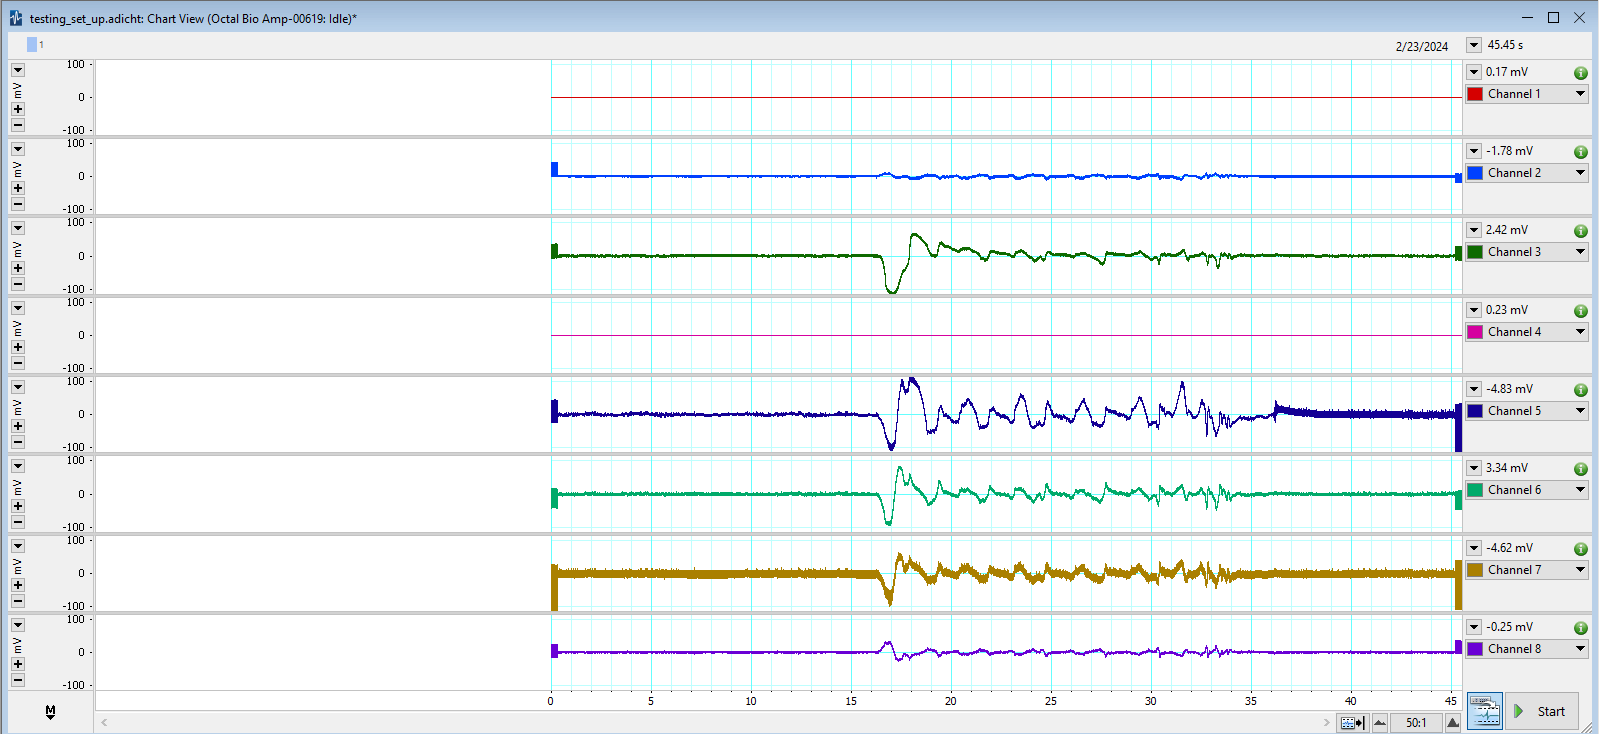 testing_set_up.adicht: Chart View (Octal Bio Amp-00619: Idle)*
1
2/23/2024
45.45 s
100
0
-100
mV
0.17 mV
Channel 1
100
0
-100
mV
-1.78 mV
Channel 2
100
0
-100
mV
2.42 mV
Channel 3
100
0
-100
mV
0.23 mV
Channel 4
100
0
-100
mV
-4.83 mV
Channel 5
100
0
-100
mV
3.34 mV
Channel 6
100
0
-100
mV
-4.62 mV
Channel 7
100
0
-100
mV
-0.25 mV
Channel 8
0 5 10 15 20 25 30 35 40 45
M
50:1
Start